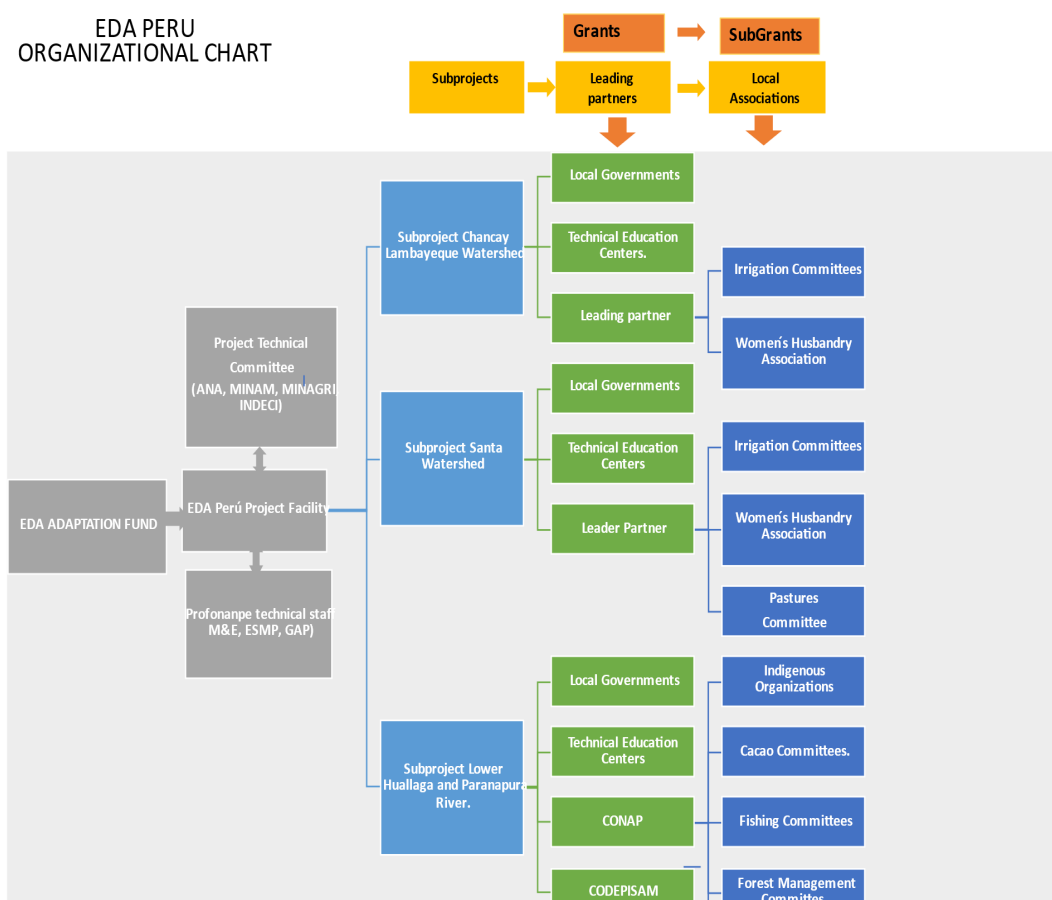 EDA PERU
ORGANIZATIONAL CHART
Grants
SubGrants
Subprojects
Leading
partners
Local
Associations
Local Governments
Subproject Chancay
Lambayeque Watershed
Technical Education
Centers.
Irrigation Committees
Leading partner
Women's Husbandry
Association
Project Technical
Committee
(ANA, MINAM, MINAGRI,
INDECI)
Local Governments
Subproject Santa
Watershed
Technical Education
Centers
Irrigation Committees
Leader Partner
Women's Husbandry
Association
Pastures
Committee
EDA ADAPTATION FUND
EDA Perú Project Facility
Profonanpe technical staff
M&E, ESMP, GAP)
Local Governments
Indigenous
Organizations
Subproject Lower
Huallaga and Paranapura
River.
Technical Education
Centers
Cacao Committees.
CONAP
Fishing Committees
CODEPISAM
Forest Management
Committes